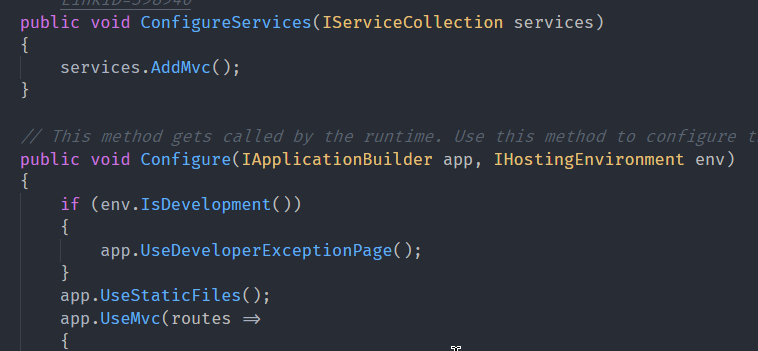 public void ConfigureServices(IServiceCollection services)
{
services.AddMvc();
}
// This method gets called by the runtime. Use this method to configure t
public void Configure(IApplicationBuilder app, IHostingEnvironment env)
{
if (env.IsDevelopment())
{
app.UseDeveloperExceptionPage();
}
app.UseStaticFiles();
app.UseMvc(routes =>
{